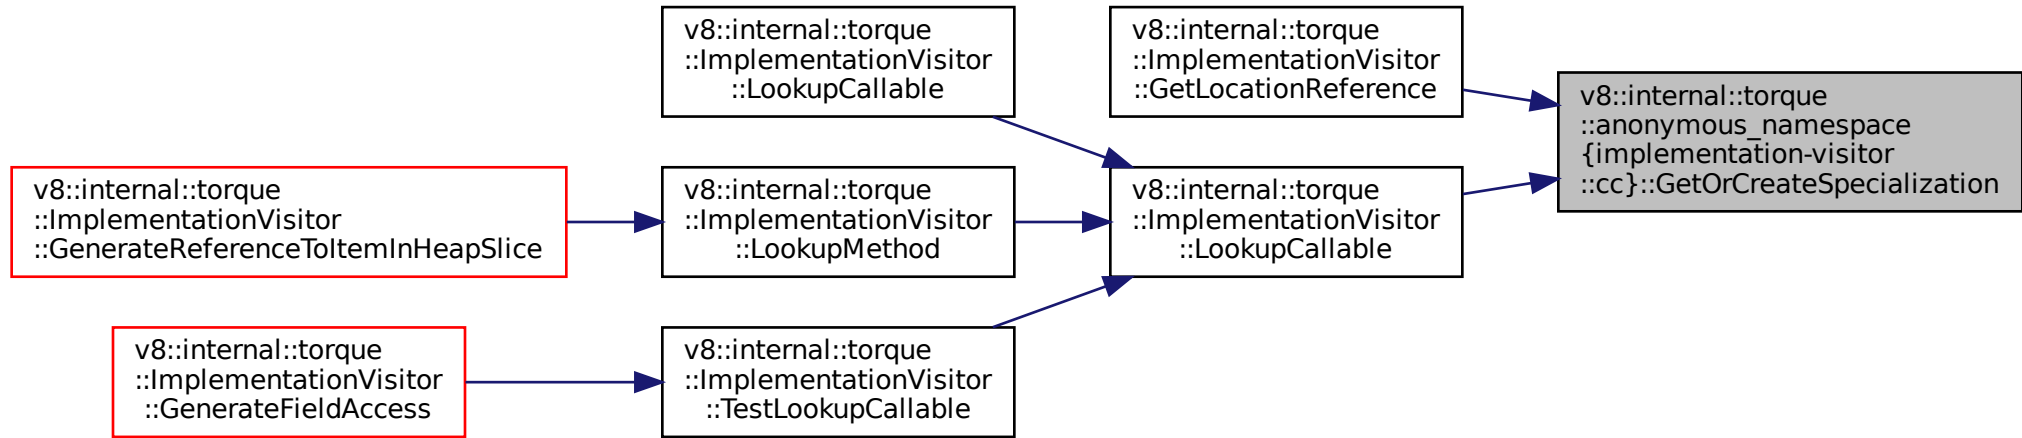 v8::internal::torque
::ImplementationVisitor
::GenerateReferenceToItemInHeapSlice
v8::internal::torque
::ImplementationVisitor
::GenerateFieldAccess
v8::internal::torque
::ImplementationVisitor
::LookupCallable
v8::internal::torque
::ImplementationVisitor
::LookupMethod
v8::internal::torque
::ImplementationVisitor
::TestLookupCallable
v8::internal::torque
::ImplementationVisitor
::GetLocationReference
v8::internal::torque
::ImplementationVisitor
::LookupCallable
v8::internal::torque
::anonymous_namespace
{implementation-visitor
::cc}::GetOrCreateSpecialization